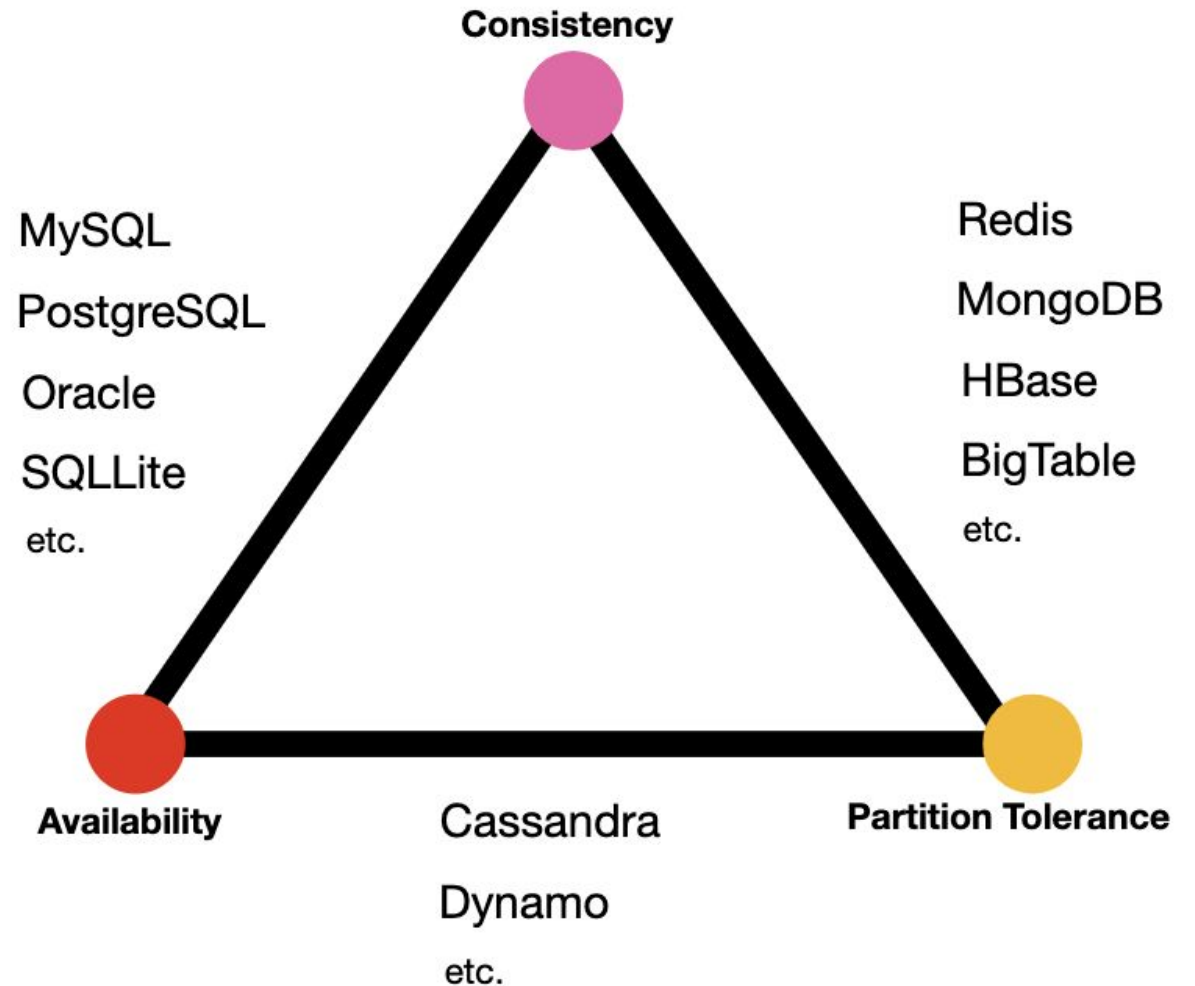 Consistency
MySQL
PostgreSQL
Oracle
SQLLite
etc.
Redis
MongoDB
HBase
BigTable
etc.
Availability
Partition Tolerance
Cassandra
Dynamo
etc.